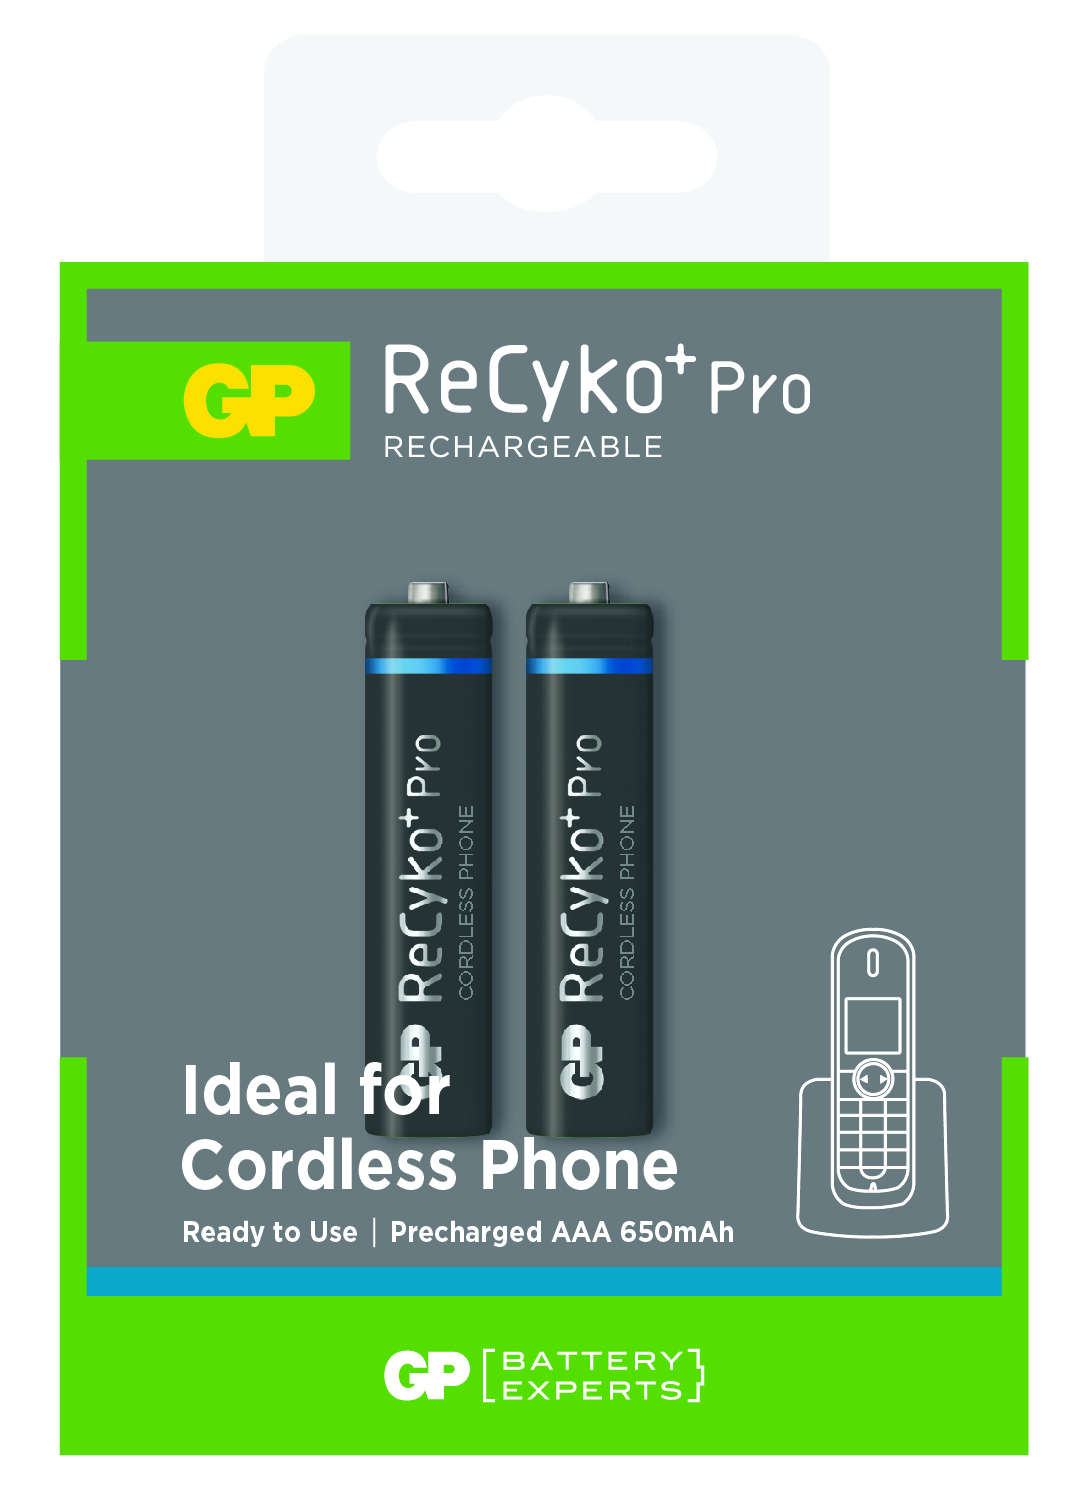 GP
ReCyko+ Pro
RECHARGEABLE
GP ReCyko+ Pro
CORDLESS PHONE
GP ReCyko+ Pro
CORDLESS PHONE
Ideal for
Cordless Phone
Ready to Use | Precharged AAA 650mAh
GP [BATTERY
EXPERTS]